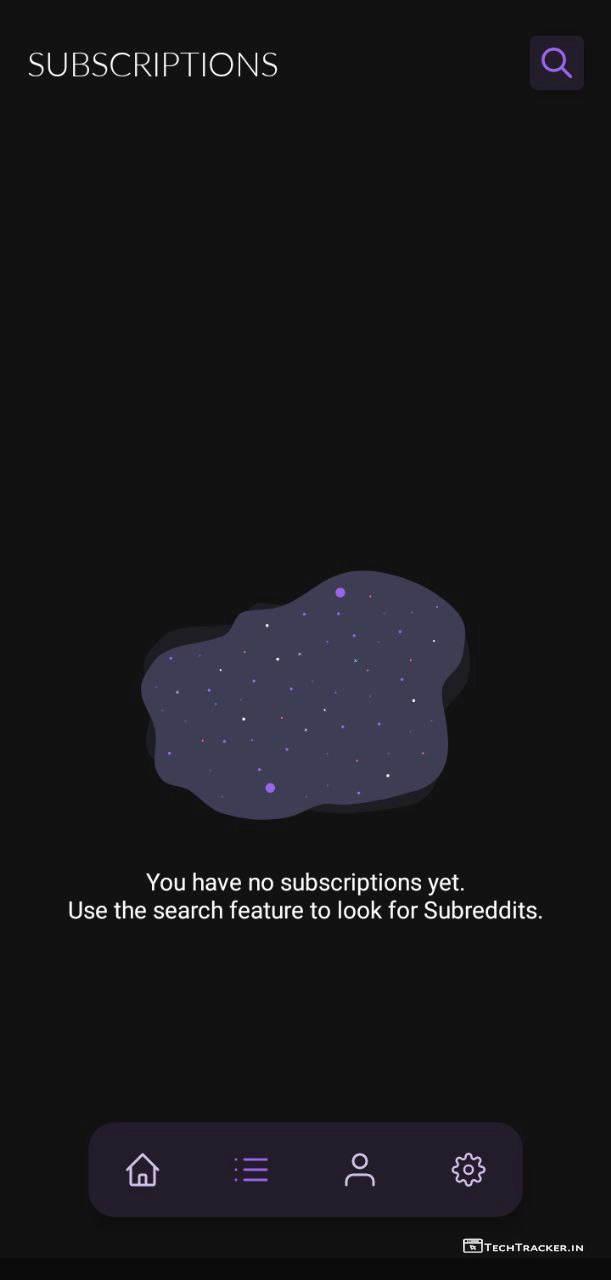 SUBSCRIPTIONS
You have no subscriptions yet.
Use the search feature to look for Subreddits.
TECHTRACKER.IN